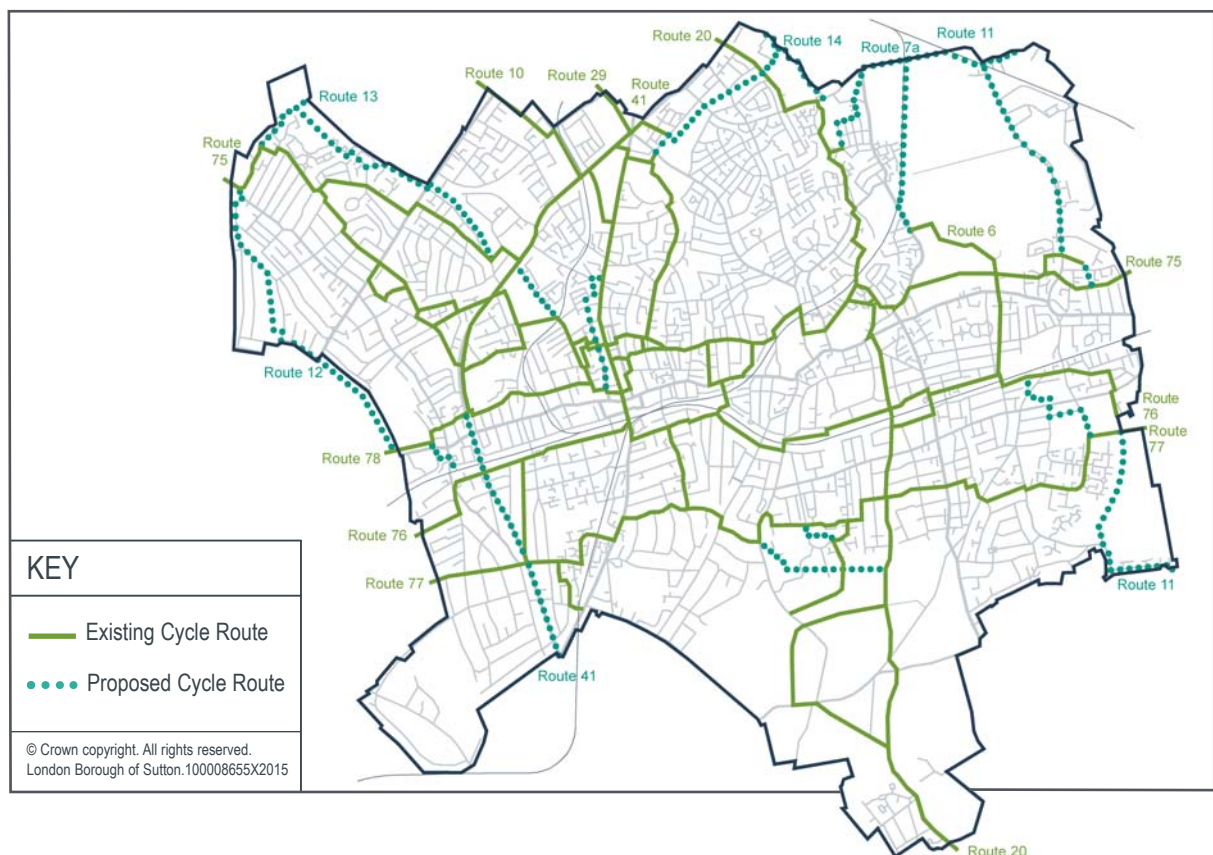 Route 20
Route 14
Route 7a
Route 11
Route 10
Route 29
Route
41
Route 13
Route
75
Route 6
Route 75
Route 12
Route
76
Route
77
Route 78
Route 76
Route 77
Route 11
Route 41
Route 20
KEY
Existing Cycle Route
Proposed Cycle Route
© Crown copyright. All rights reserved.
London Borough of Sutton.100008655X2015